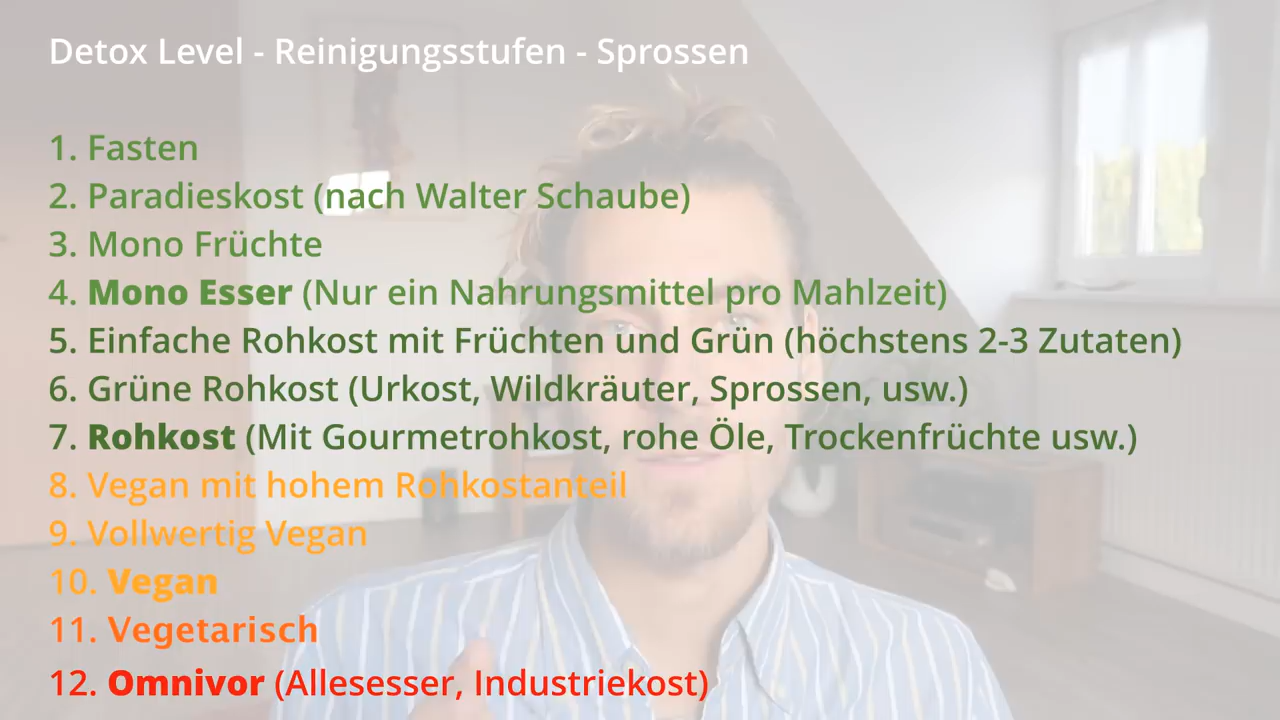 Detox Level - Reinigungsstufen - Sprossen
1. Fasten
2. Paradieskost (nach Walter Schaube)
3. Mono Früchte
4. Mono Esser (Nur ein Nahrungsmittel pro Mahlzeit)
5. Einfache Rohkost mit Früchten und Grün (höchstens 2-3 Zutaten)
6. Grüne Rohkost (Urkost, Wildkräuter, Sprossen, usw.)
7. Rohkost (Mit Gourmetrohkost, rohe Öle, Trockenfrüchte usw.)
8. Vegan mit hohem Rohkostanteil
9. Vollwertig Vegan
10. Vegan
11. Vegetarisch
12. Omnivor (Allesesser, Industriekost)